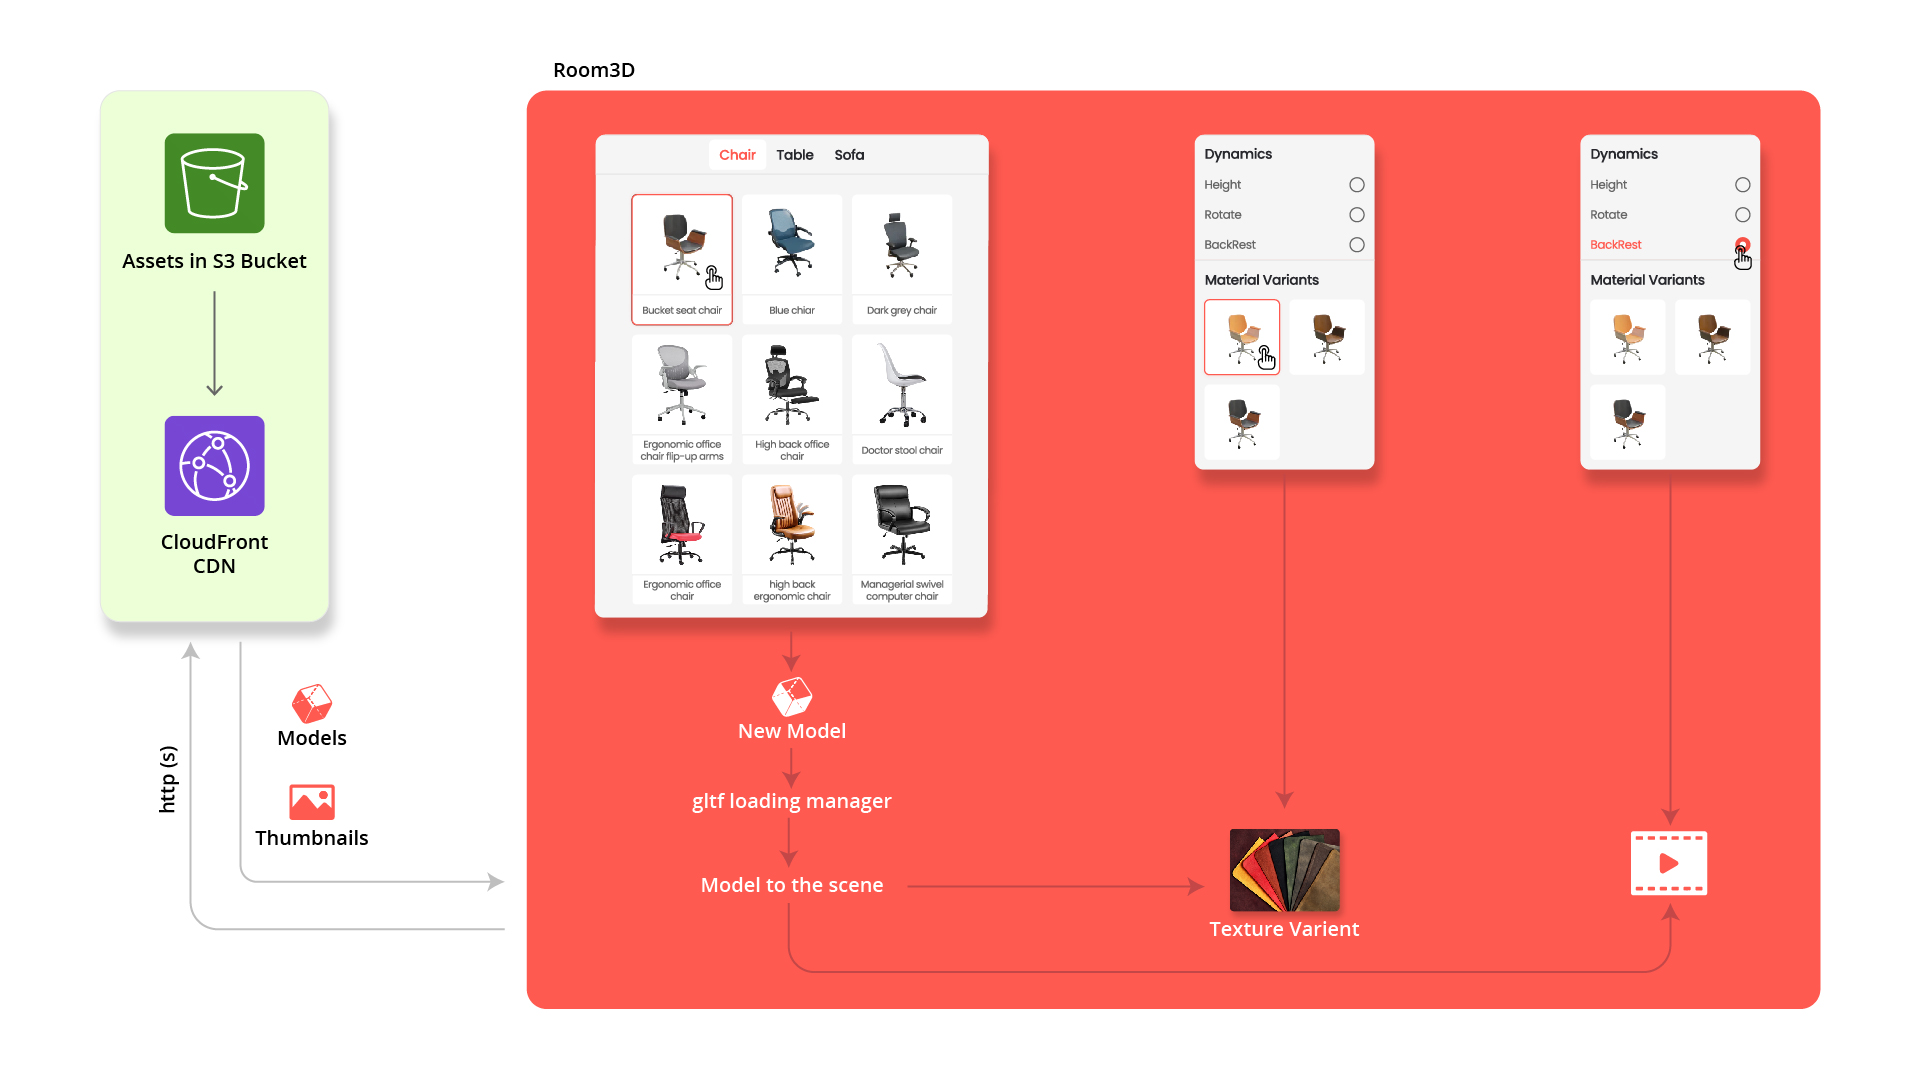 Room3D
Assets in S3 Bucket
CloudFront
CDN
http (s)
Models
Thumbnails
Chair Table Sofa
Bucket seat chair
Blue chiar
Dark grey chair
Ergonomic office
chair flip-up arms
High back office
chair
Doctor stool chair
Ergonomic office
chair
high back
ergonomic chair
Managerial swivel
computer chair
New Model
gltf loading manager
Model to the scene
Dynamics
Height
Rotate
BackRest
Material Variants
Texture Varient
Dynamics
Height
Rotate
BackRest
Material Variants